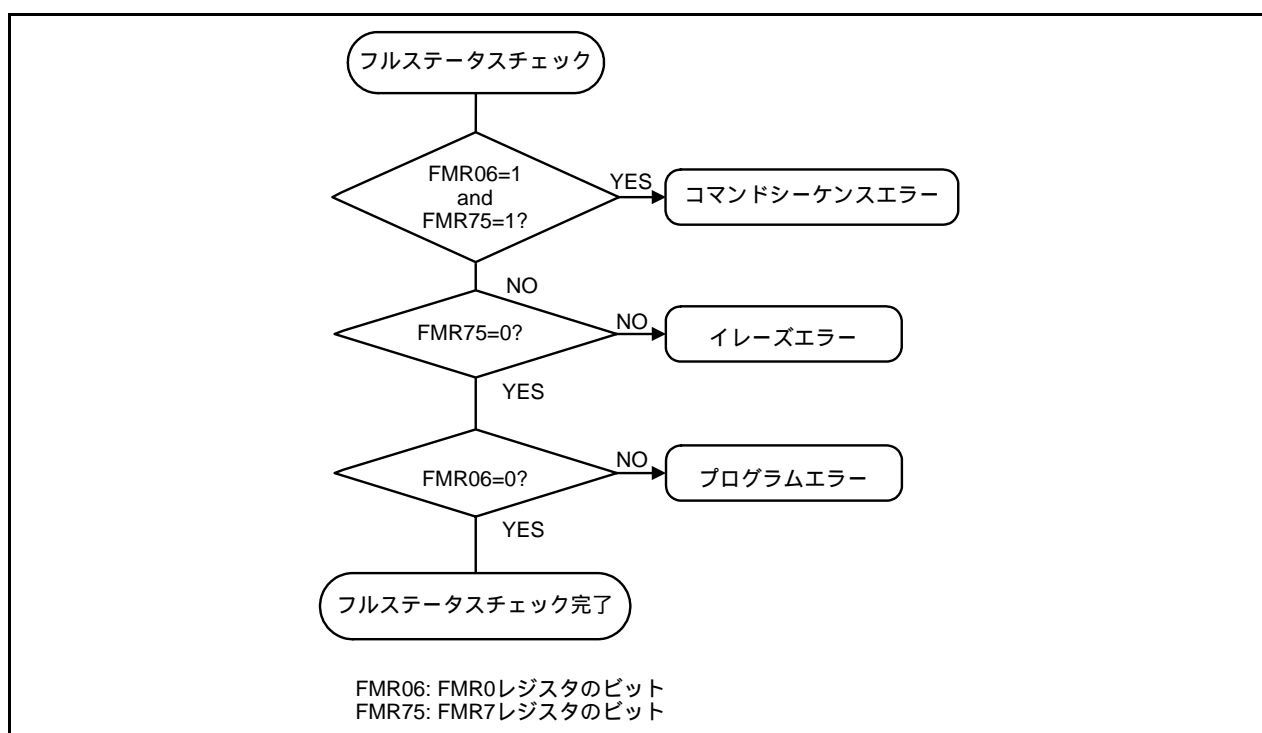 フルステータスチェック
FMR06=1
and
FMR75=1?
YES
コマンドシーケンスエラー
NO
FMR75=0?
NO
イレーズエラー
YES
FMR06=0?
NO
プログラムエラー
YES
フルステータスチェック完了
FMR06: FMR0レジスタのビット
FMR75: FMR7レジスタのビット